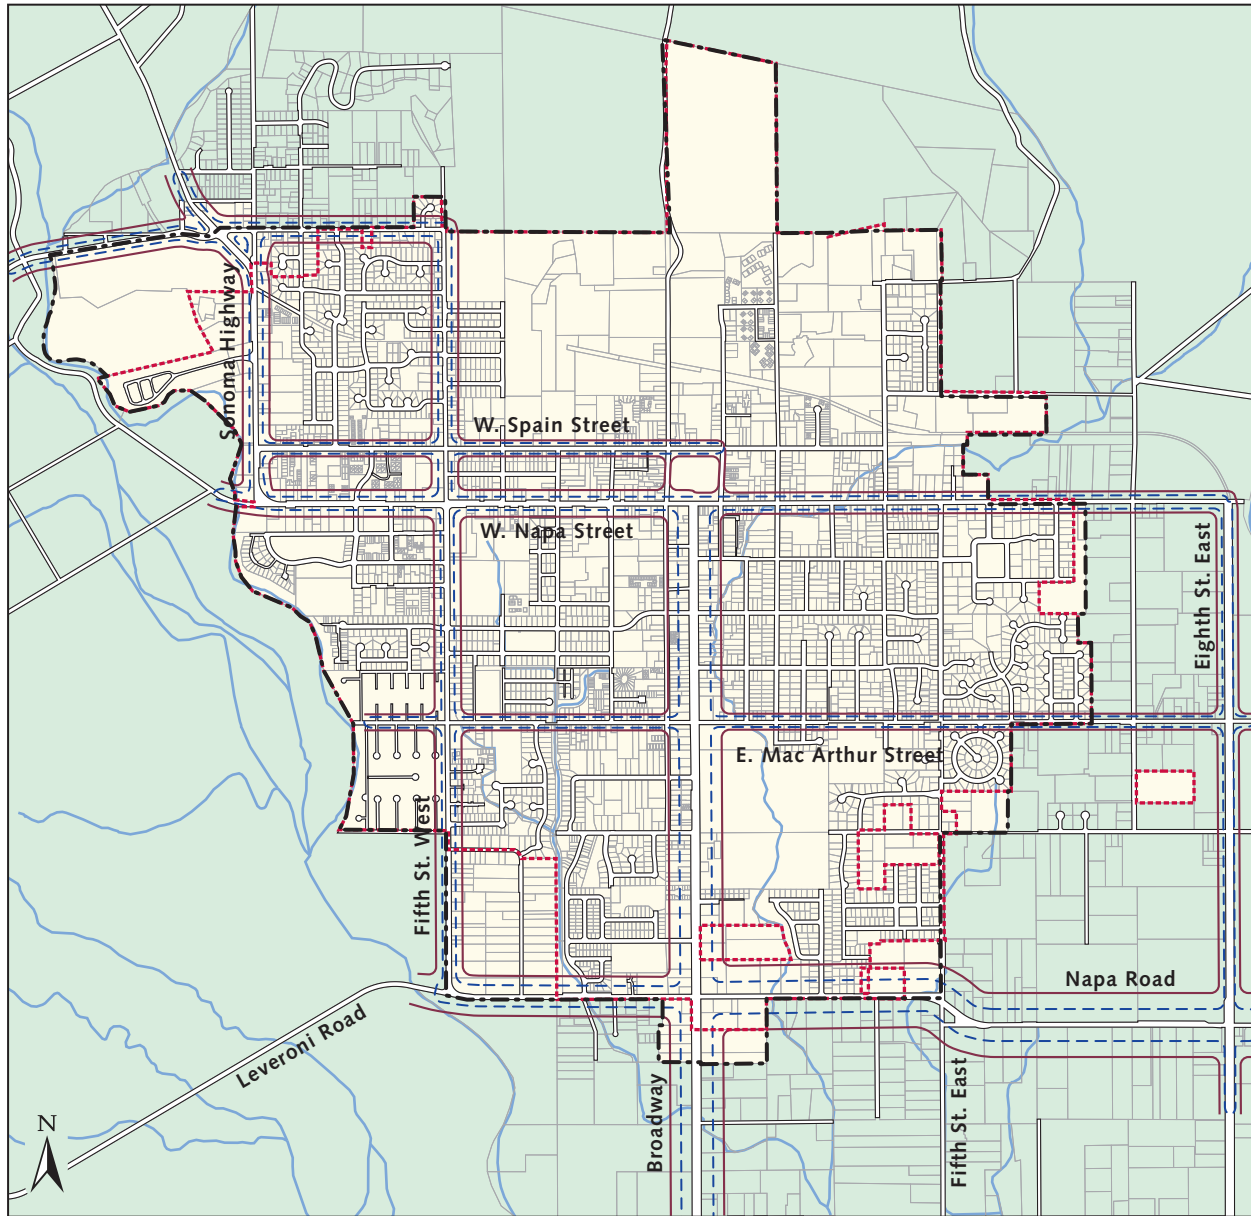 Sonoma Highway
W. Spain Street
W. Napa Street
Eighth St. East
E. Mac Arthur Street
Fifth St. West
Napa Road
Leveroni Road
Broadway
Fifth St. East
N